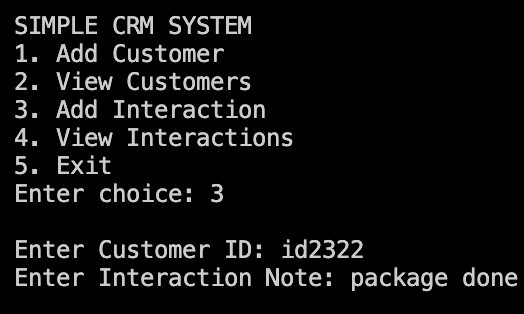 SIMPLE CRM SYSTEM
1. Add Customer
2. View Customers
3. Add Interaction
4. View Interactions
5. Exit
Enter choice: 3
Enter Customer ID: id2322
Enter Interaction Note: package done